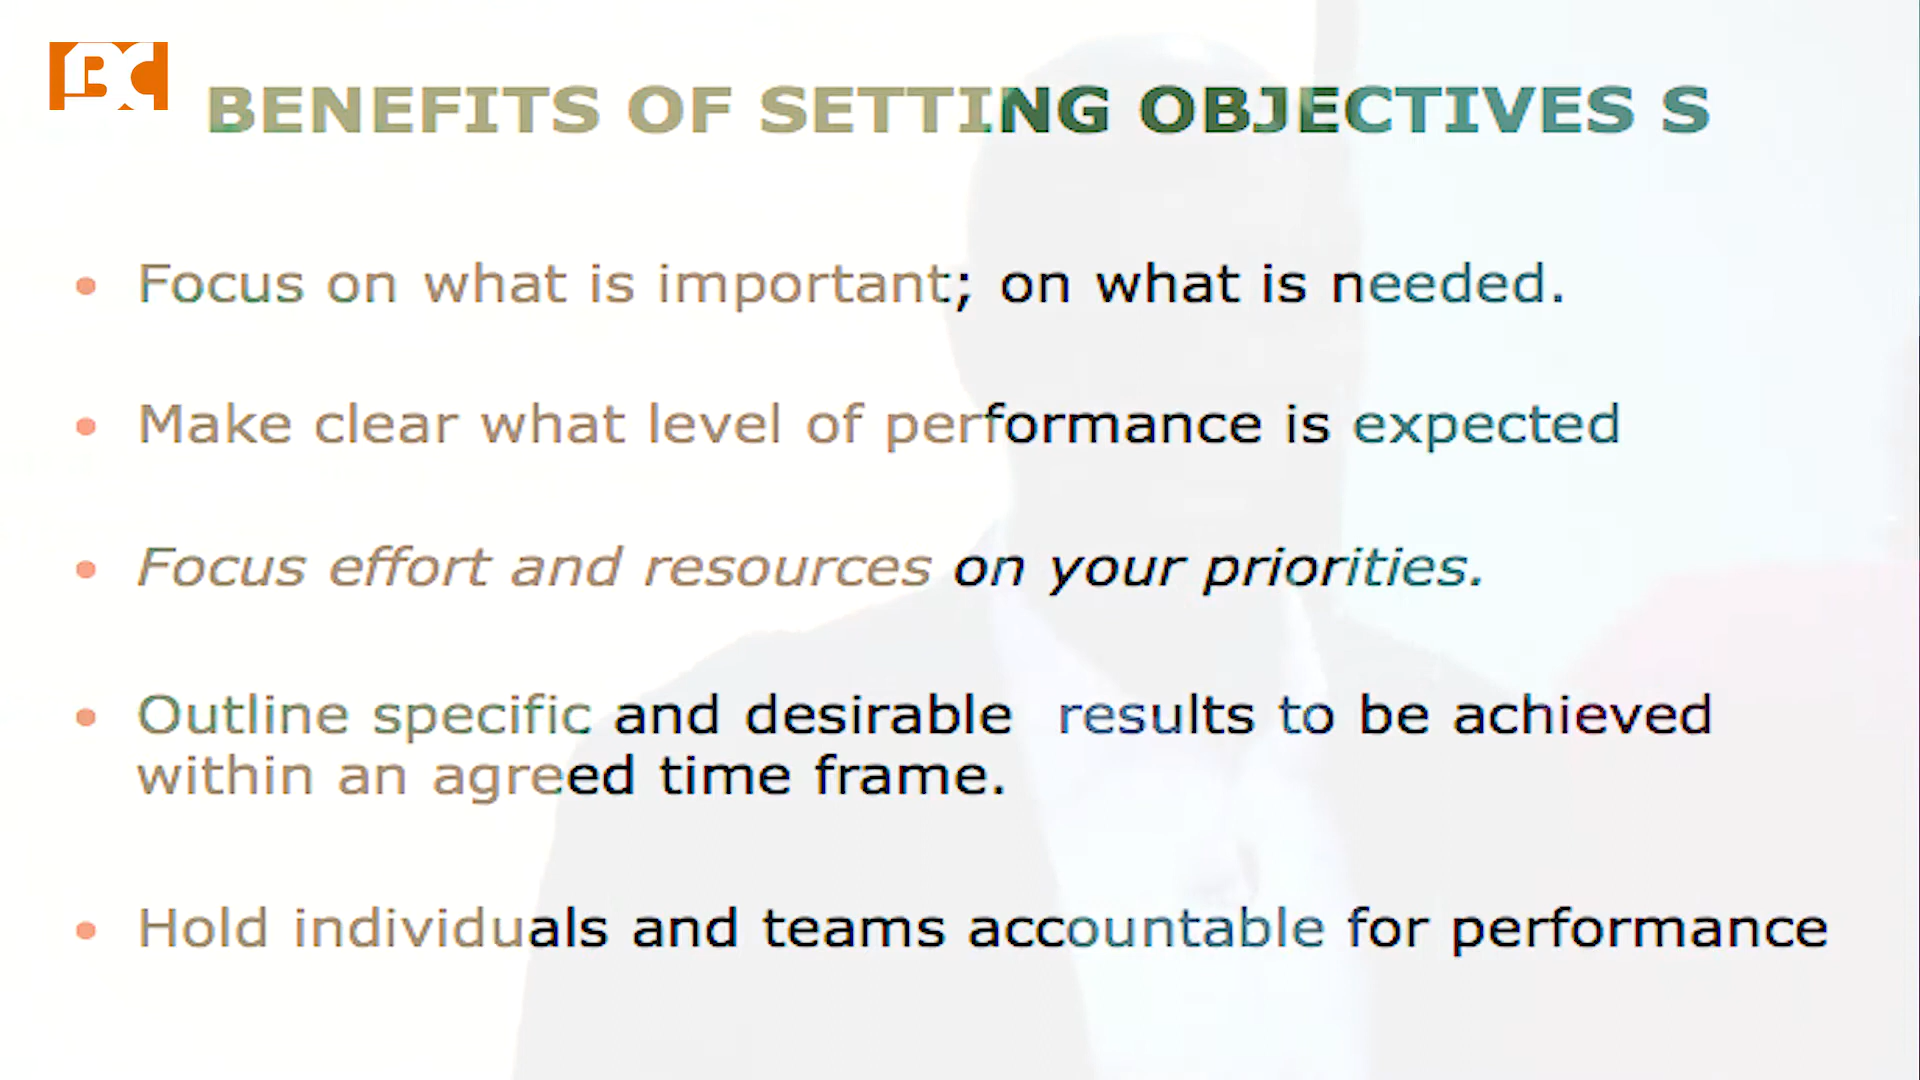 BC
BENEFITS OF SETTING OBJECTIVES S
• Focus on what is important; on what is needed.
• Make clear what level of performance is expected
• Focus effort and resources on your priorities.
• Outline specific and desirable results to be achieved
within an agreed time frame.
• Hold individuals and teams accountable for performance